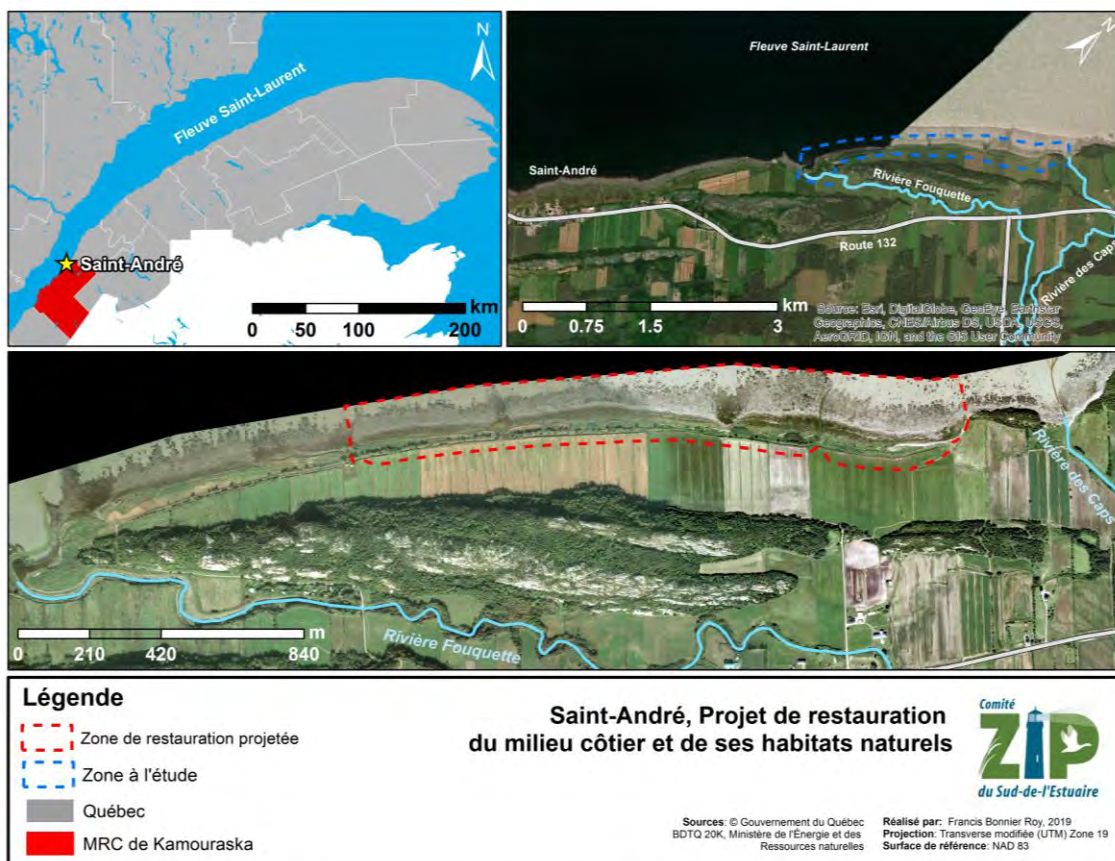 N
Fleuve Saint-Laurent
Saint-André
km
0 50 100 200
N
Fleuve Saint-Laurent
Saint-André
Rivière Fouquette
Route 132
Rivière des Caps
km
0 0.75 1.5 3
Source: Esri, DigitalGlobe, GeoEye, Earthstar
Geographics, CNES/Airbus DS, USDA, USGS,
AeroGRID, IGN, and the GIS User Community
Rivière des Caps
m
0 210 420 840
Rivière Fouquette
Légende
Zone de restauration projetée
Zone à l'étude
Québec
MRC de Kamouraska
Saint-André, Projet de restauration
du milieu côtier et de ses habitats naturels
Comité
ZIP
du Sud-de-l'Estuaire
Sources: © Gouvernement du Québec
BDTQ 20K, Ministère de l'Énergie et des
Ressources naturelles
Réalisé par: Francis Bonnier Roy, 2019
Projection: Transverse modifiée (UTM) Zone 19
Surface de référence: NAD 83